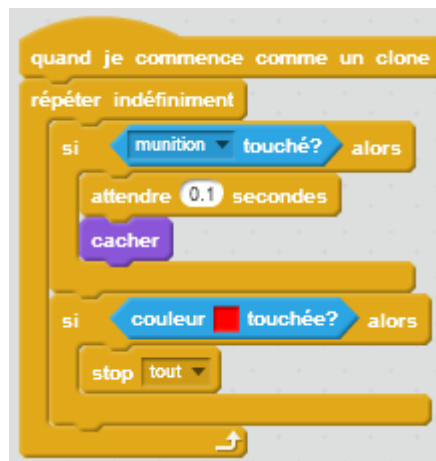 quand je commence comme un clone
répéter indéfiniment
si munition touché? alors
attendre 0.1 secondes
cacher
si couleur touchée? alors
stop tout